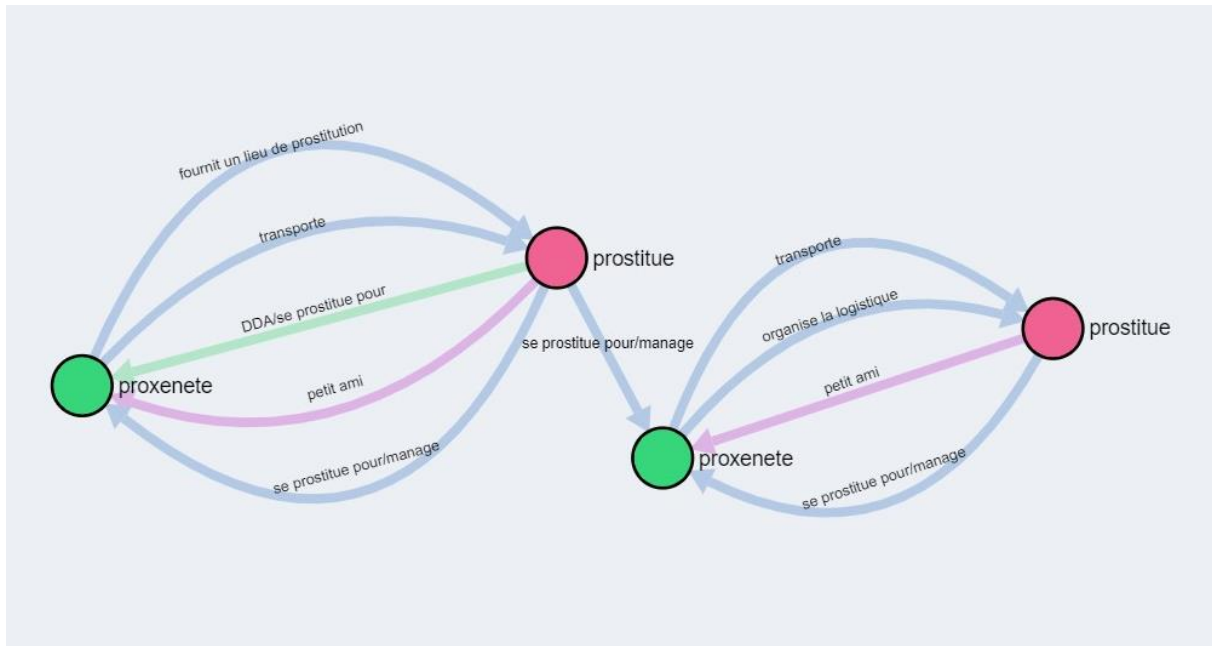 fournit un lieu de prostitution
transporte
DDA/se prostitue pour
petit ami
se prostitue pour/manage
proxenete
prostitue
se prostitue pour/manage
transporte
organise la logistique
petit ami
se prostitue pour/manage
proxenete
prostitue